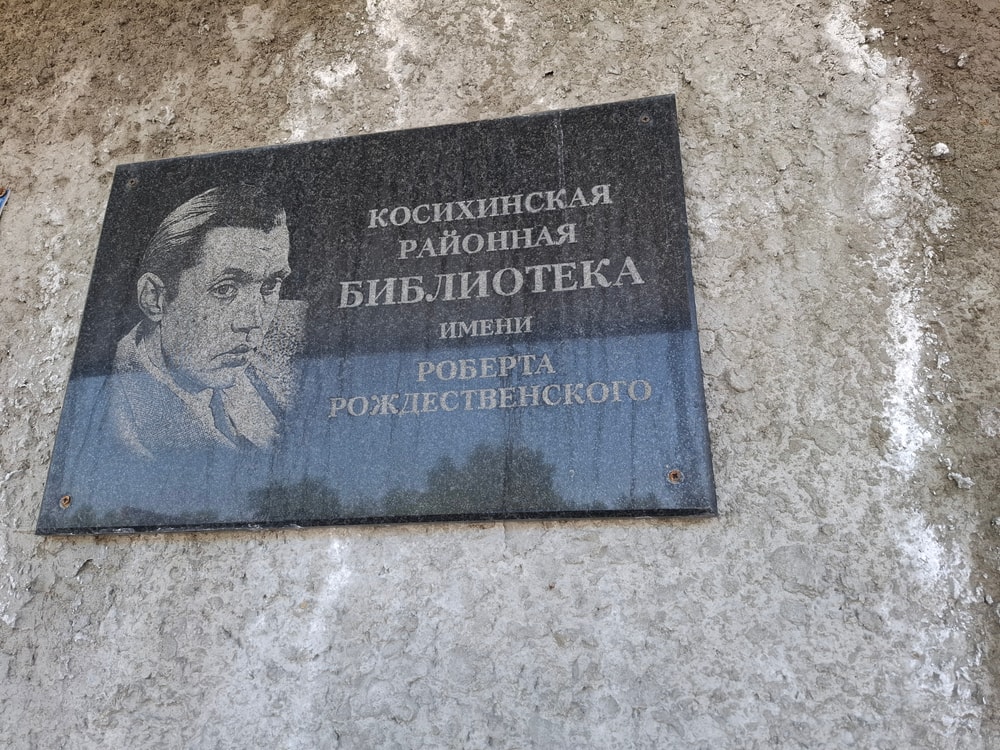 КОСИХИНСКАЯ
РАЙОННАЯ
БИБЛИОТЕКА
ИМЕНИ
РОБЕРТА
РОЖДЕСТВЕНСКОГО